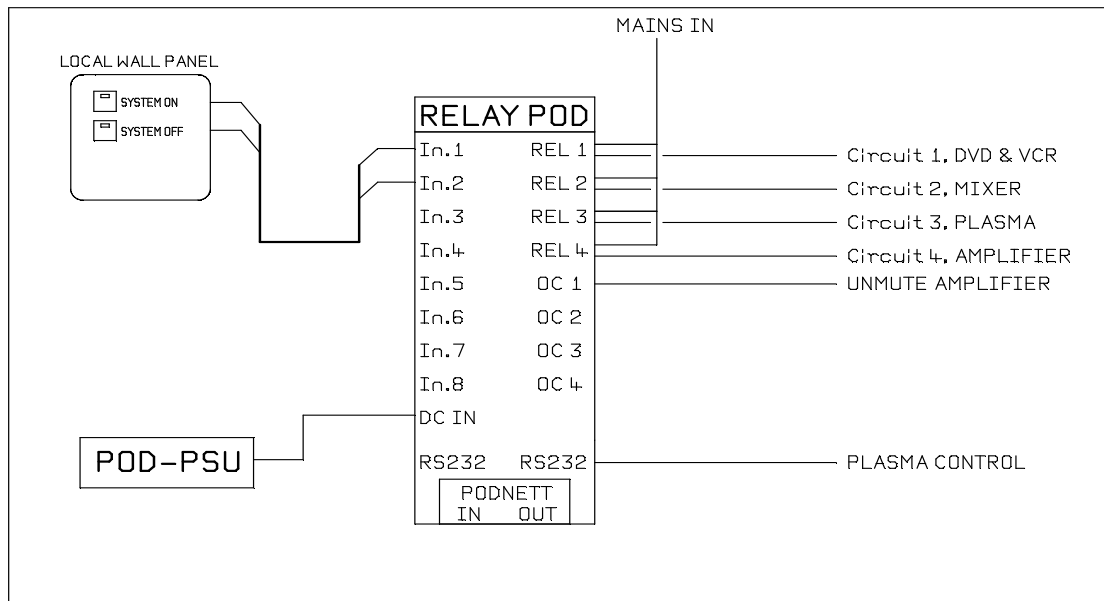 MAINS IN
LOCAL WALL PANEL
SYSTEM ON
SYSTEM OFF
RELAY POD
In.1 REL 1
In.2 REL 2
In.3 REL 3
In.4 REL 4
In.5 OC 1
In.6 OC 2
In.7 OC 3
In.8 OC 4
DC IN
RS232 RS232
PODNETT
IN OUT
POD-PSU
Circuit 1, DVD & VCR
Circuit 2, MIXER
Circuit 3, PLASMA
Circuit 4, AMPLIFIER
UNMUTE AMPLIFIER
PLASMA CONTROL